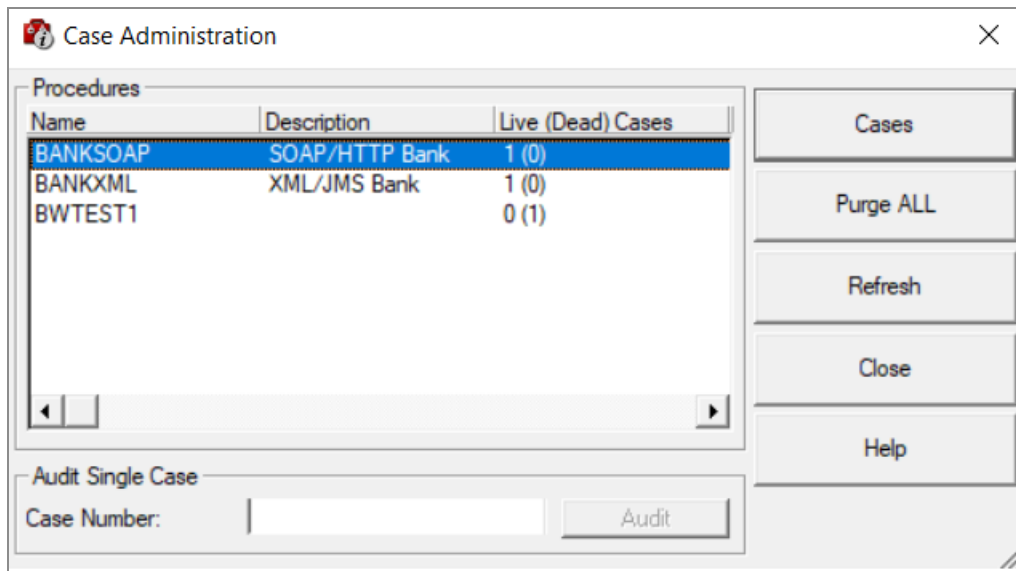 Case Administration
Procedures
Name Description Live (Dead) Cases
BANKSOAP SOAP/HTTP Bank 1 (0)
BANKXML XML/JMS Bank 1 (0)
BWTEST1 0 (1)
Cases
Purge ALL
Refresh
Close
Help
Audit Single Case
Case Number: Audit